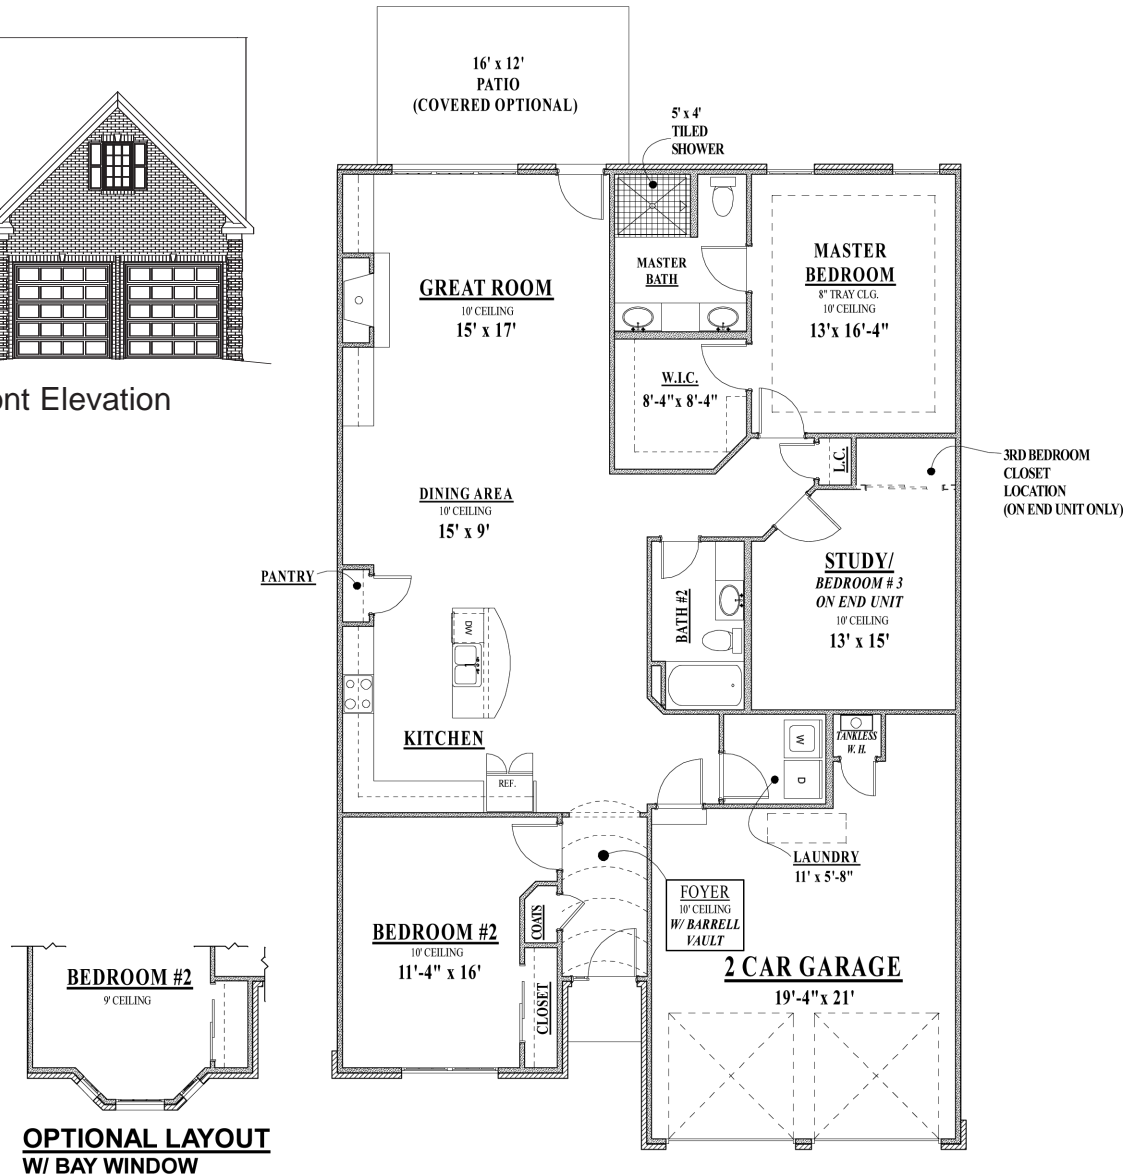 16' x 12'
PATIO
(COVERED OPTIONAL)
5' x 4'
TILED
SHOWER
GREAT ROOM
10' CEILING
15' x 17'
MASTER
BATH
MASTER
BEDROOM
8" TRAY CLG.
10' CEILING
13'x 16'-4"
W.I.C.
8'-4"x 8'-4"
ont Elevation
L.C.
3RD BEDROOM
CLOSET
LOCATION
(ON END UNIT ONLY)
DINING AREA
10' CEILING
15' x 9'
PANTRY
STUDY/
BEDROOM # 3
ON END UNIT
10' CEILING
13' x 15'
BATH #2
DW
KITCHEN
REF.
W
D
TANKLESS
W. H.
LAUNDRY
11' x 5'-8"
FOYER
10' CEILING
W/ BARRELL
VAULT
COATS
BEDROOM #2
10' CEILING
11'-4" x 16'
CLOSET
2 CAR GARAGE
19'-4"x 21'
BEDROOM #2
9' CEILING
OPTIONAL LAYOUT
W/ BAY WINDOW